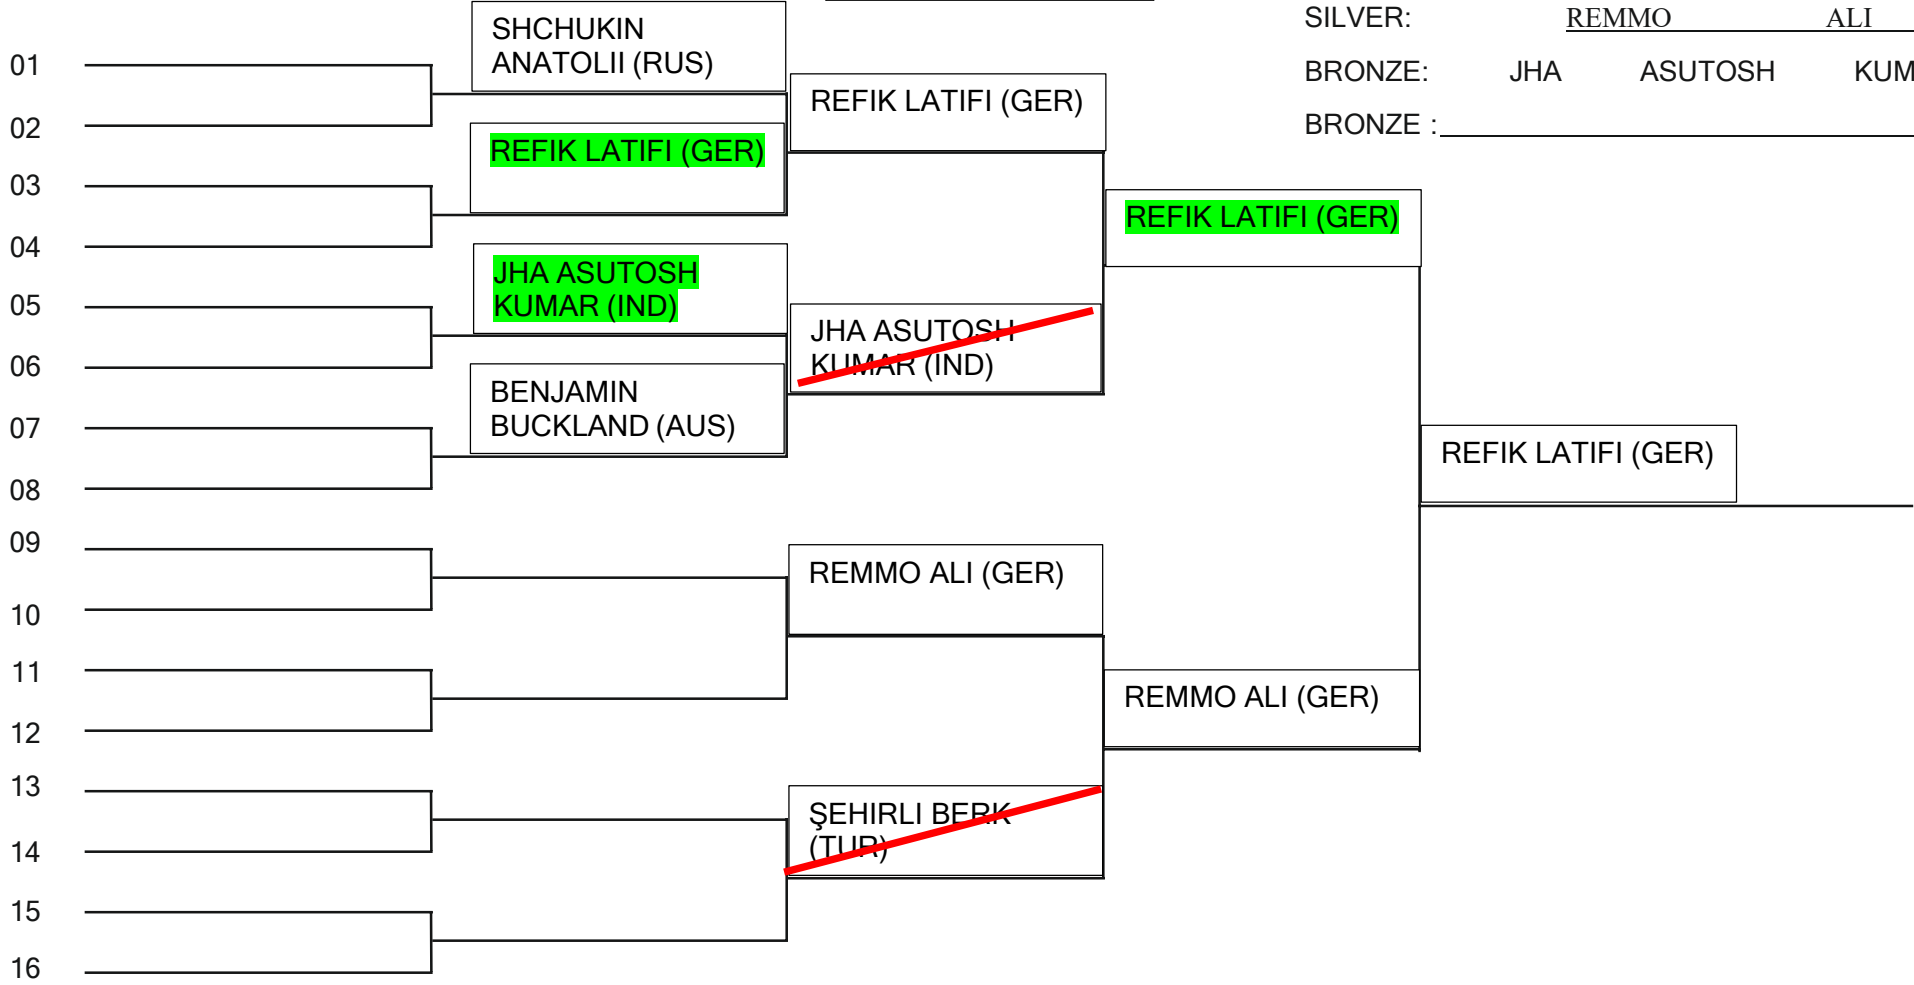 SILVER: REMMO ALI
BRONZE: JHA ASUTOSH KUM
BRONZE :
01
02
03
04
05
06
07
08
09
10
11
12
13
14
15
16
SHCHUKIN
ANATOLII (RUS)
REFIK LATIFI (GER)
JHA ASUTOSH
KUMAR (IND)
BENJAMIN
BUCKLAND (AUS)
REFIK LATIFI (GER)
JHA ASUTOSH
KUMAR (IND)
REMMO ALI (GER)
ŞEHIRLI BERK
(TUR)
REFIK LATIFI (GER)
REMMO ALI (GER)
REFIK LATIFI (GER)